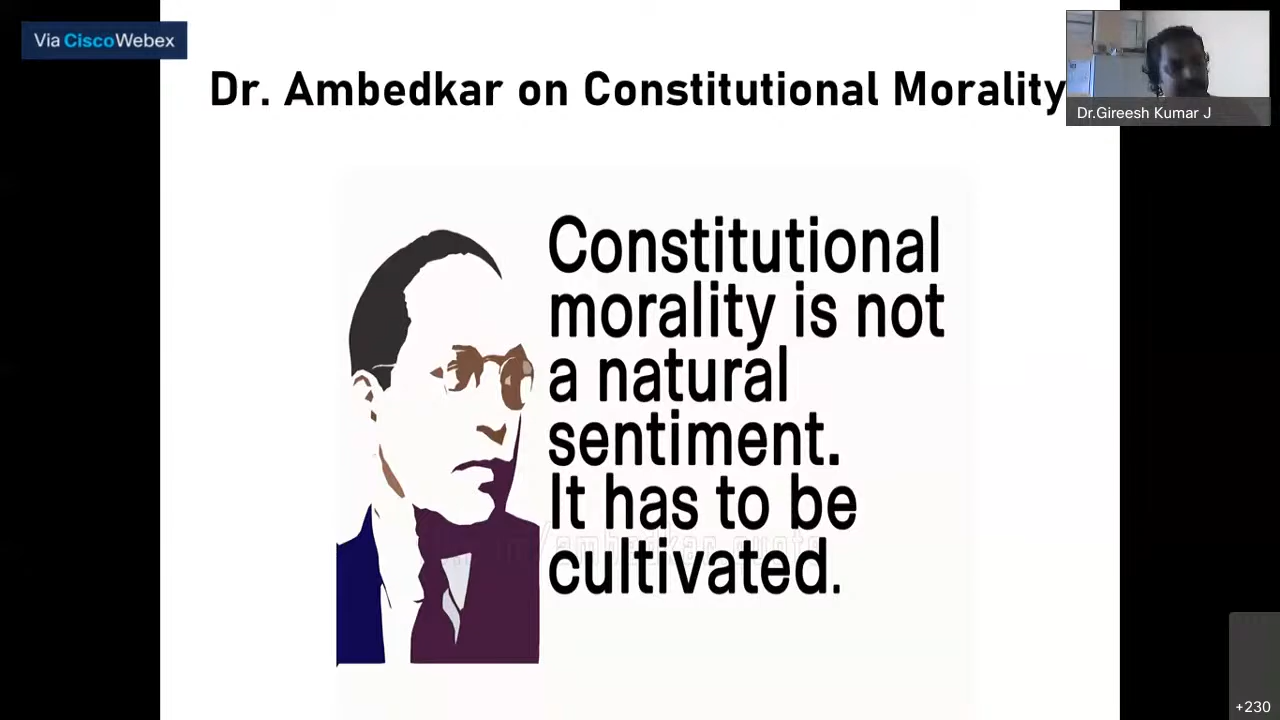 Via CiscoWebex
Dr. Ambedkar on Constitutional Morality
Dr.Gireesh Kumar J
Constitutional
morality is not
a natural
sentiment.
It has to be
cultivated.
+230